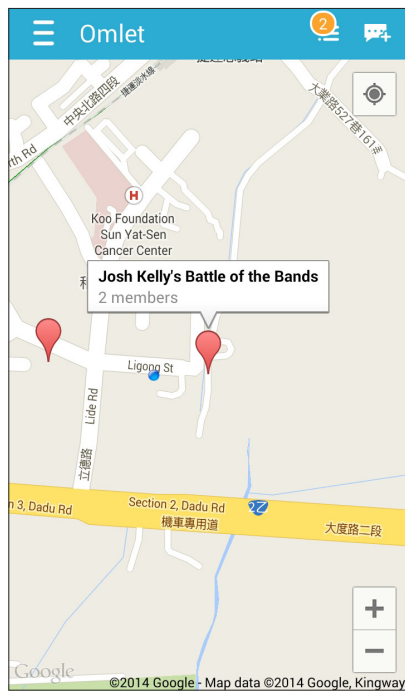 Omlet
2
中央北路四段
捷運淡水線
大業路527巷161弄
rth Rd
H
Koo Foundation
Sun Yat-Sen
Cancer Center
Josh Kelly's Battle of the Bands
2 members
Ligong St
Lide Rd
立德路
n 3, Dadu Rd
Section 2, Dadu Rd
機車專用道
大度路二段
+
−
Google
©2014 Google - Map data ©2014 Google, Kingway